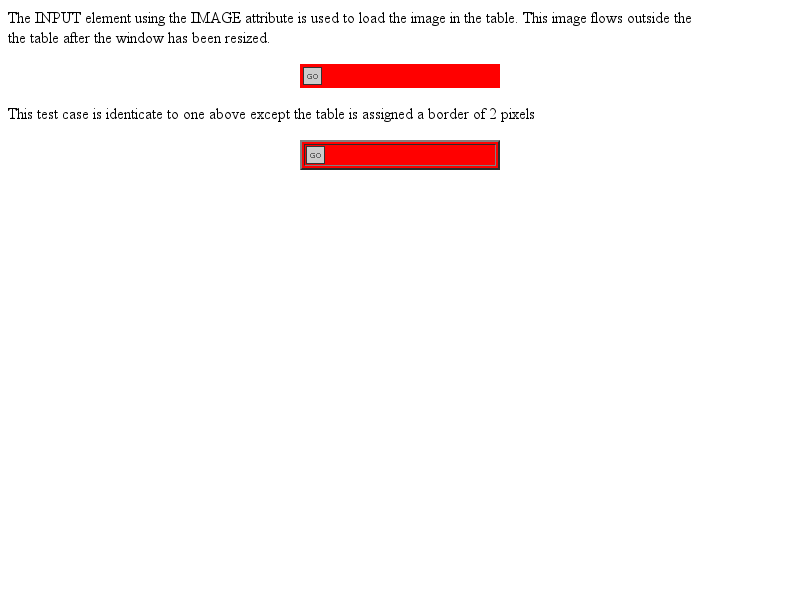 The INPUT element using the IMAGE attribute is used to load the image in the table. This image flows outside the
the table after the window has been resized.
GO
This test case is identicate to one above except the table is assigned a border of 2 pixels
GO